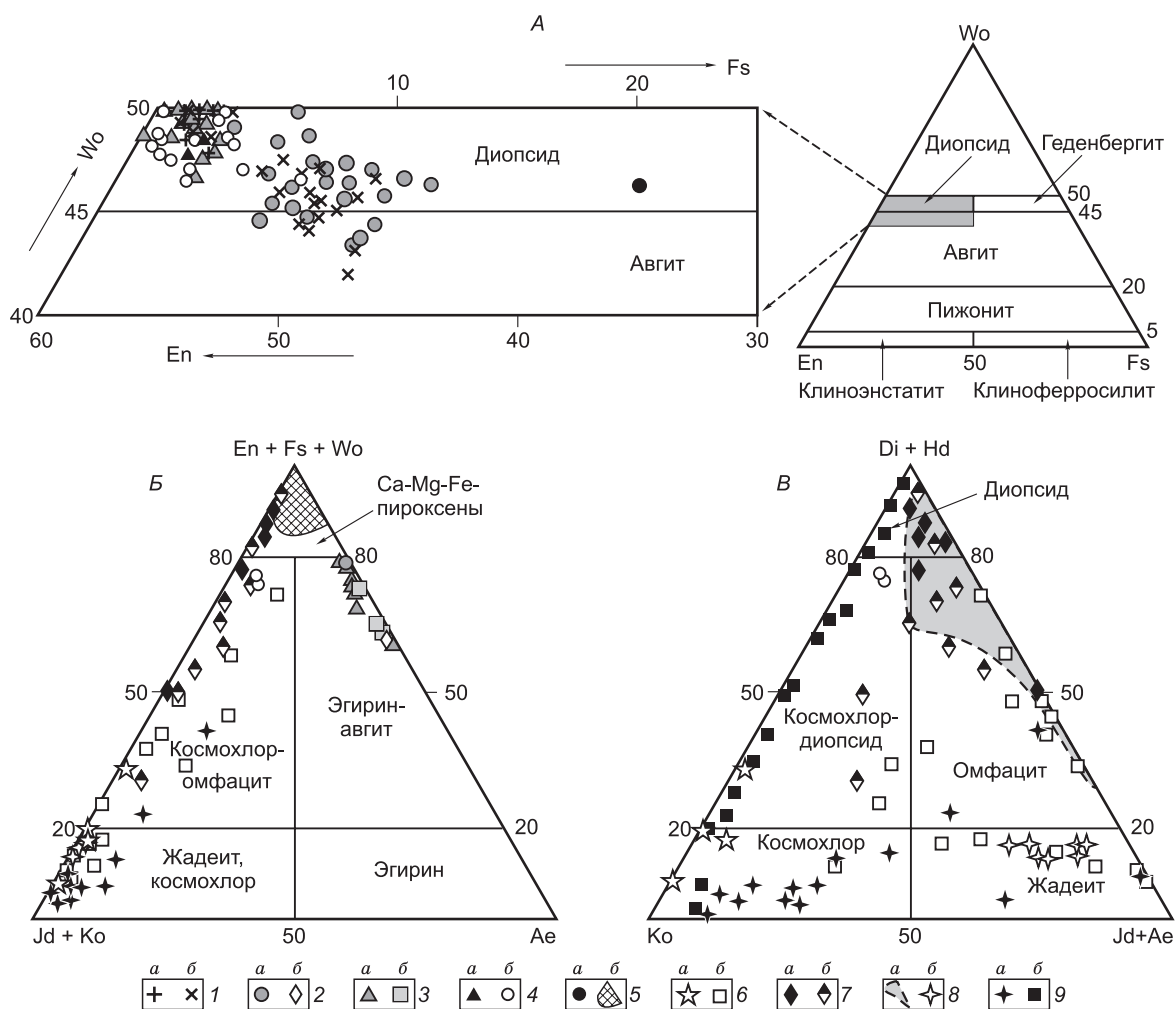 А
Wo
Fs
10
20
50
Wo
Диопсид
Диопсид
Геденбергит
50
45
45
Авгит
Авгит
20
Пижонит
5
40
60
50
40
30
En
En
50
Fs
Клиноэнстатит
Клиноферросилит
En + Fs + Wo
Di + Hd
Б
Ca-Mg-Fe-
пироксены
В
Диопсид
80
80
80
80
50
50
50
50
Эгирин-
авгит
Космохлор-
омфацит
Космохлор-
диопсид
Омфацит
20
20
20
20
Жадеит,
космохлор
Эгирин
Космохлор
Жадеит
Jd + Ko
50
Ae
Ko
50
Jd+Ae
а б а б а б а б а б а б а б а б а б
1 2 3 4 5 6 7 8 9